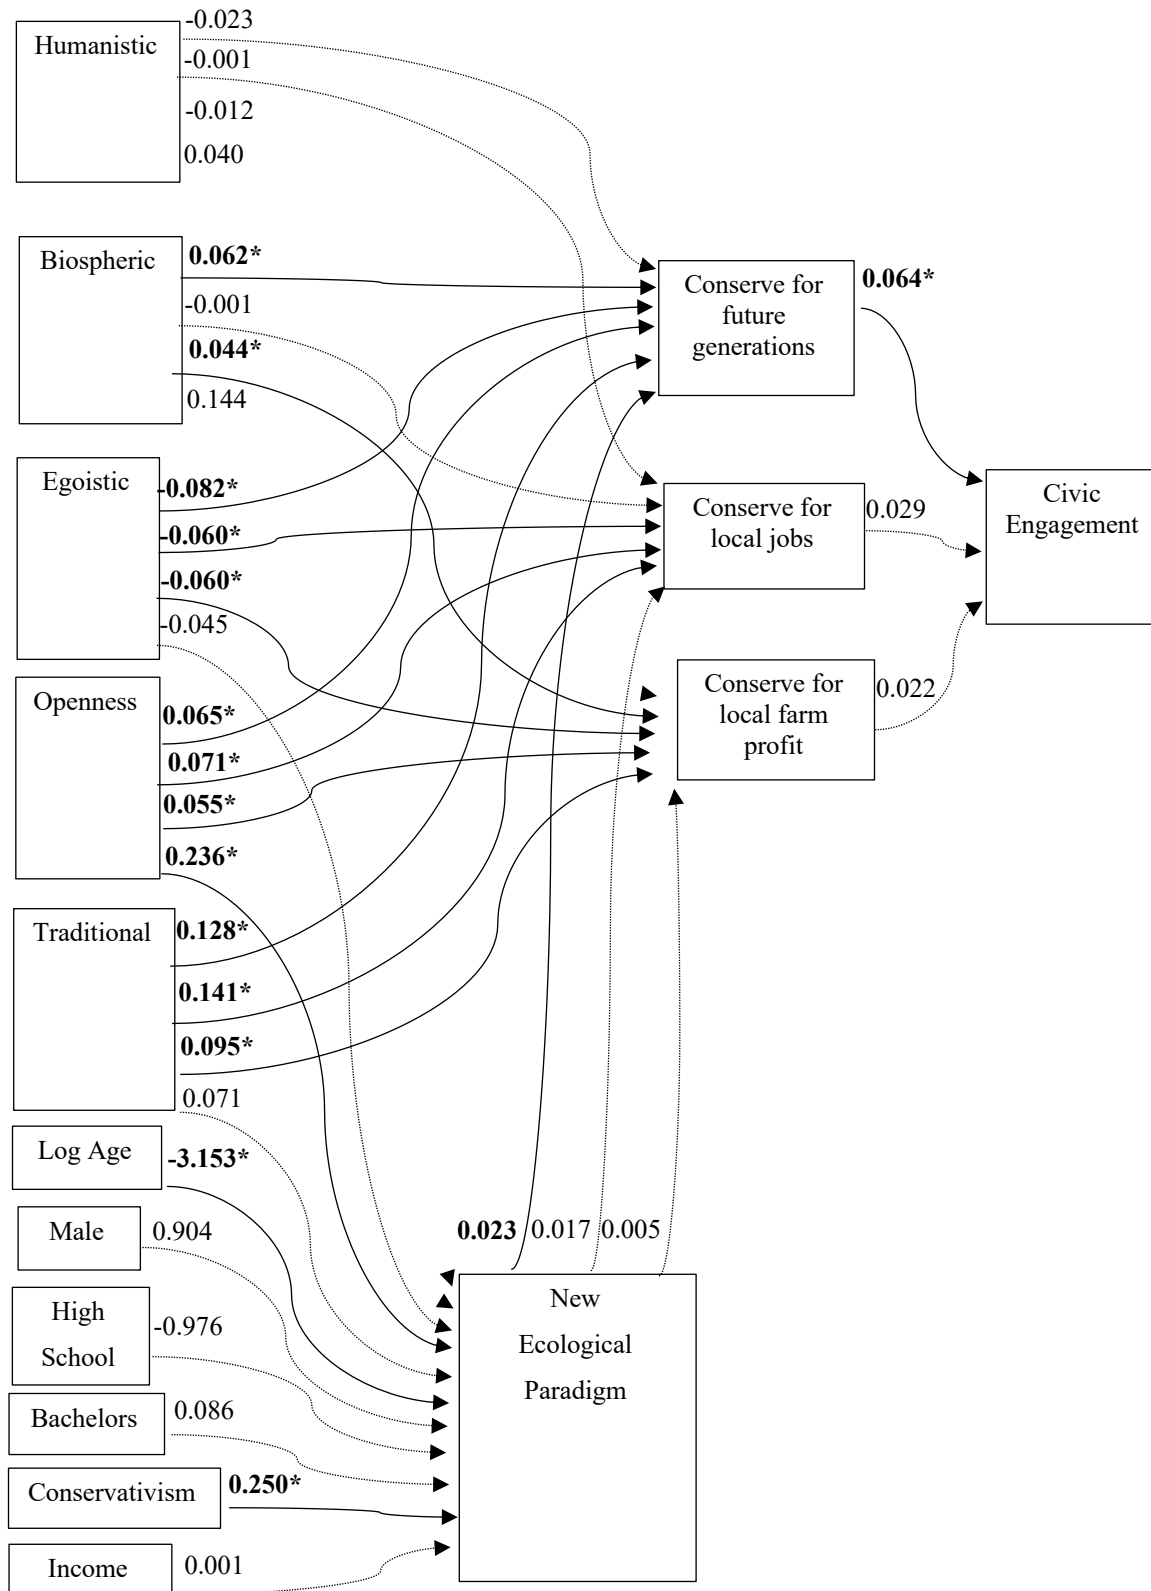 Humanistic
-0.023
-0.001
-0.012
0.040
Biospheric
0.062*
-0.001
0.044*
0.144
Egoistic
-0.082*
-0.060*
-0.060*
-0.045
Openness
0.065*
0.071*
0.055*
0.236*
Traditional
0.128*
0.141*
0.095*
0.071
Log Age
-3.153*
Male
0.904
High
School
-0.976
Bachelors
0.086
Conservativism
0.250*
Income
0.001
Conserve for
future
generations
0.064*
Conserve for
local jobs
0.029
Conserve for
local farm
profit
0.022
Civic
Engagement
0.023 0.017 0.005
New
Ecological
Paradigm